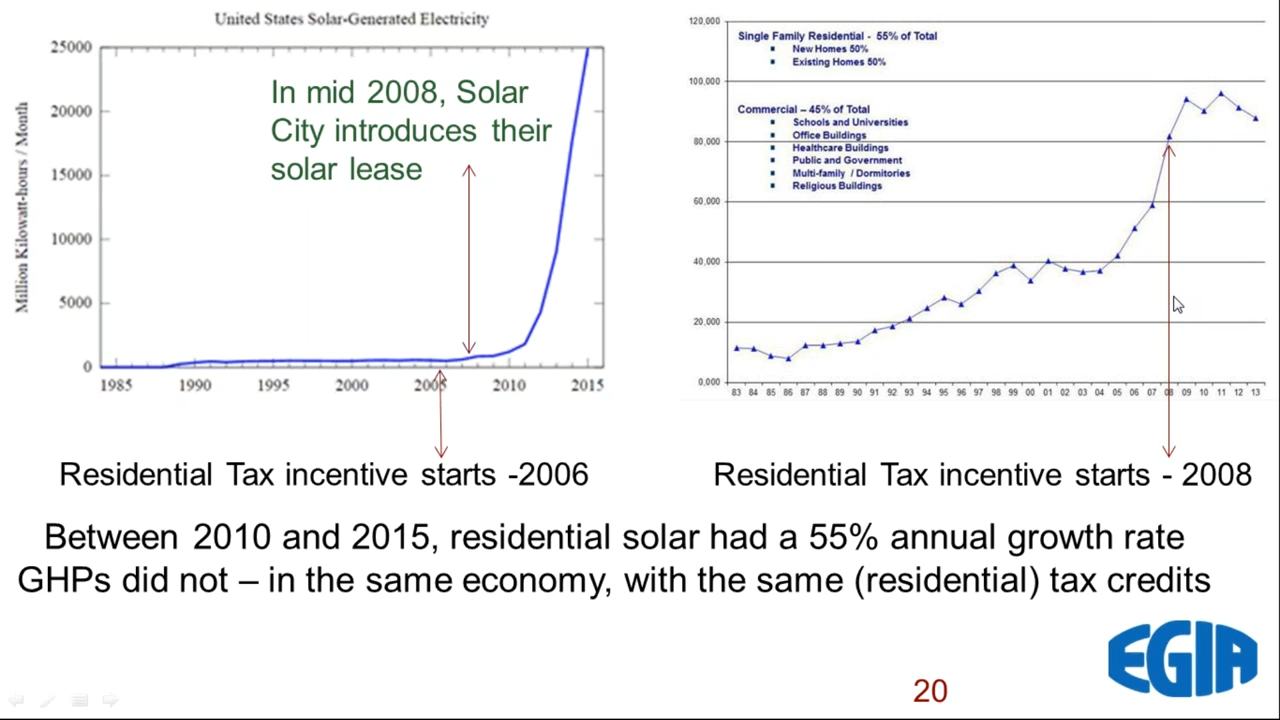 United States Solar-Generated Electricity
Million Kilowatt-hours / Month
25000
20000
15000
10000
5000
0
1985 1990 1995 2000 2005 2010 2015
In mid 2008, Solar
City introduces their
solar lease
120,000
100,000
80,000
60,000
40,000
20,000
0,000
Single Family Residential - 55% of Total
New Homes 50%
Existing Homes 50%
Commercial – 45% of Total
Schools and Universities
Office Buildings
Healthcare Buildings
Public and Government
Multi-family / Dormitories
Religious Buildings
83 84 85 86 87 88 89 90 91 92 93 94 95 96 97 98 99 00 01 02 03 04 05 06 07 08 09 10 11 12 13
Residential Tax incentive starts -2006
Residential Tax incentive starts - 2008
Between 2010 and 2015, residential solar had a 55% annual growth rate
GHPs did not – in the same economy, with the same (residential) tax credits
EGIA
20